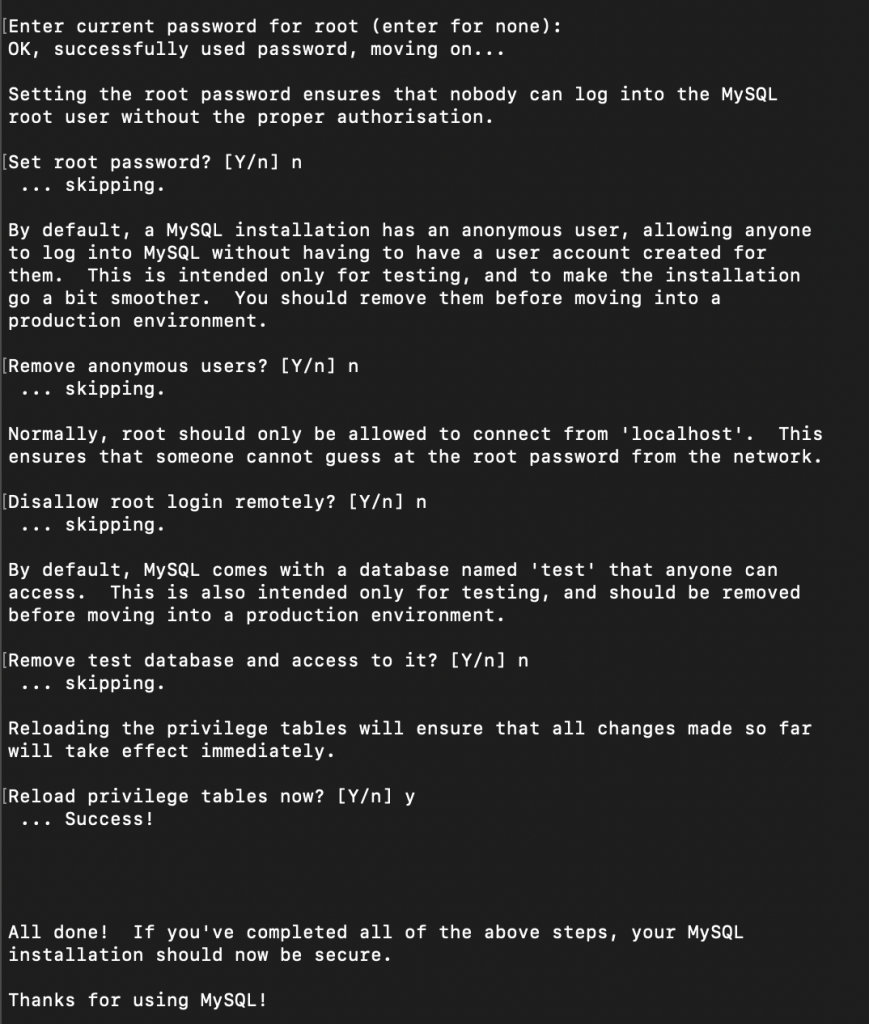 [Enter current password for root (enter for none):
OK, successfully used password, moving on...
Setting the root password ensures that nobody can log into the MySQL
root user without the proper authorisation.
[Set root password? [Y/n] n
... skipping.
By default, a MySQL installation has an anonymous user, allowing anyone
to log into MySQL without having to have a user account created for
them.  This is intended only for testing, and to make the installation
go a bit smoother.  You should remove them before moving into a
production environment.
[Remove anonymous users? [Y/n] n
... skipping.
Normally, root should only be allowed to connect from 'localhost'.  This
ensures that someone cannot guess at the root password from the network.
[Disallow root login remotely? [Y/n] n
... skipping.
By default, MySQL comes with a database named 'test' that anyone can
access.  This is also intended only for testing, and should be removed
before moving into a production environment.
[Remove test database and access to it? [Y/n] n
... skipping.
Reloading the privilege tables will ensure that all changes made so far
will take effect immediately.
[Reload privilege tables now? [Y/n] y
... Success!
All done!  If you've completed all of the above steps, your MySQL
installation should now be secure.
Thanks for using MySQL!